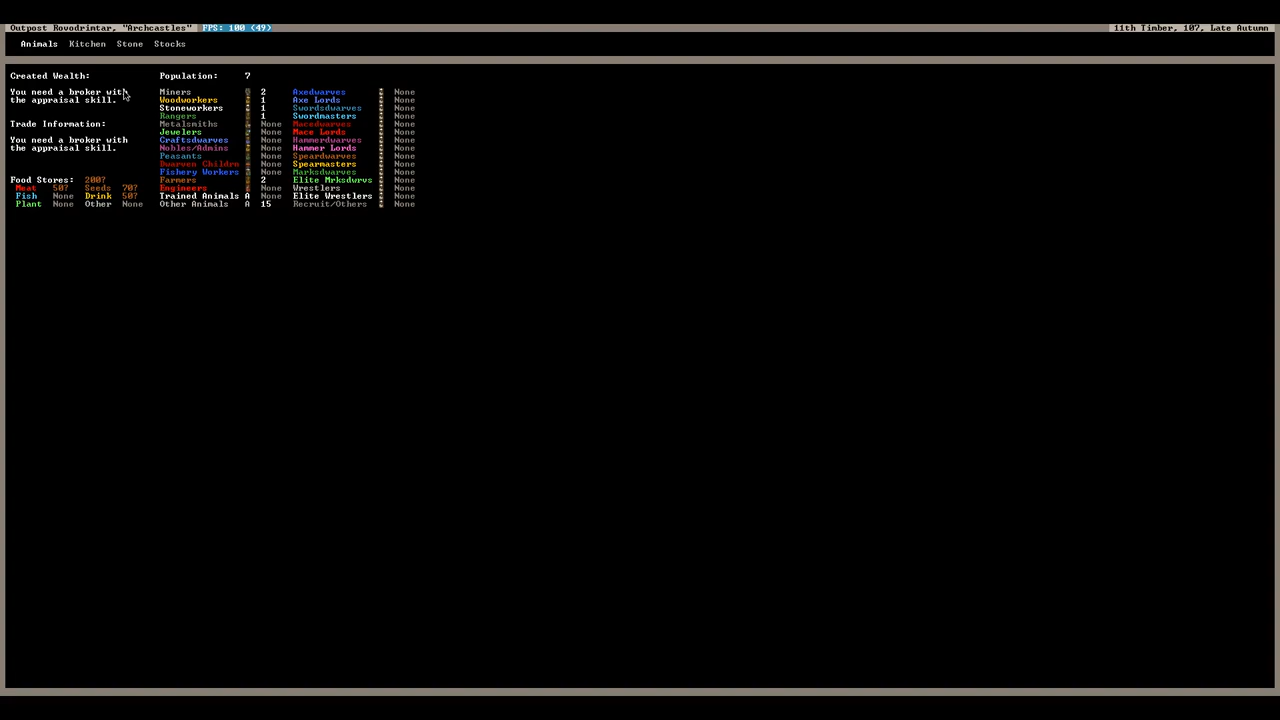 Outpost Rovodrimtar, "Archcastles" FPS: 100 (49) 11th Timber, 107, Late Autumn
Animals Kitchen Stone Stocks
Created Wealth: Population: 7
You need a broker with Miners 2 Axedwarves None
the appraisal skill. Woodworkers 1 Axe Lords None
Stoneworkers 1 Swordsdwarves None
Rangers 1 Swordmasters None
Trade Information: Metalsmiths None Macedwarves None
Jewelers None Mace Lords None
You need a broker with Craftsdwarves None Hammerdwarves None
the appraisal skill. Nobles/Admins None Hammer Lords None
Peasants None Speardwarves None
Dwarven Childrn None Spearmasters None
Fishery Workers None Marksdwarves None
Food Stores: 200? Farmers 2 Elite Mrksdwrvs None
Meat 50? Seeds 70? Engineers None Wrestlers None
Fish None Drink 50? Trained Animals A None Elite Wrestlers None
Plant None Other None Other Animals A 15 Recruit/Others None